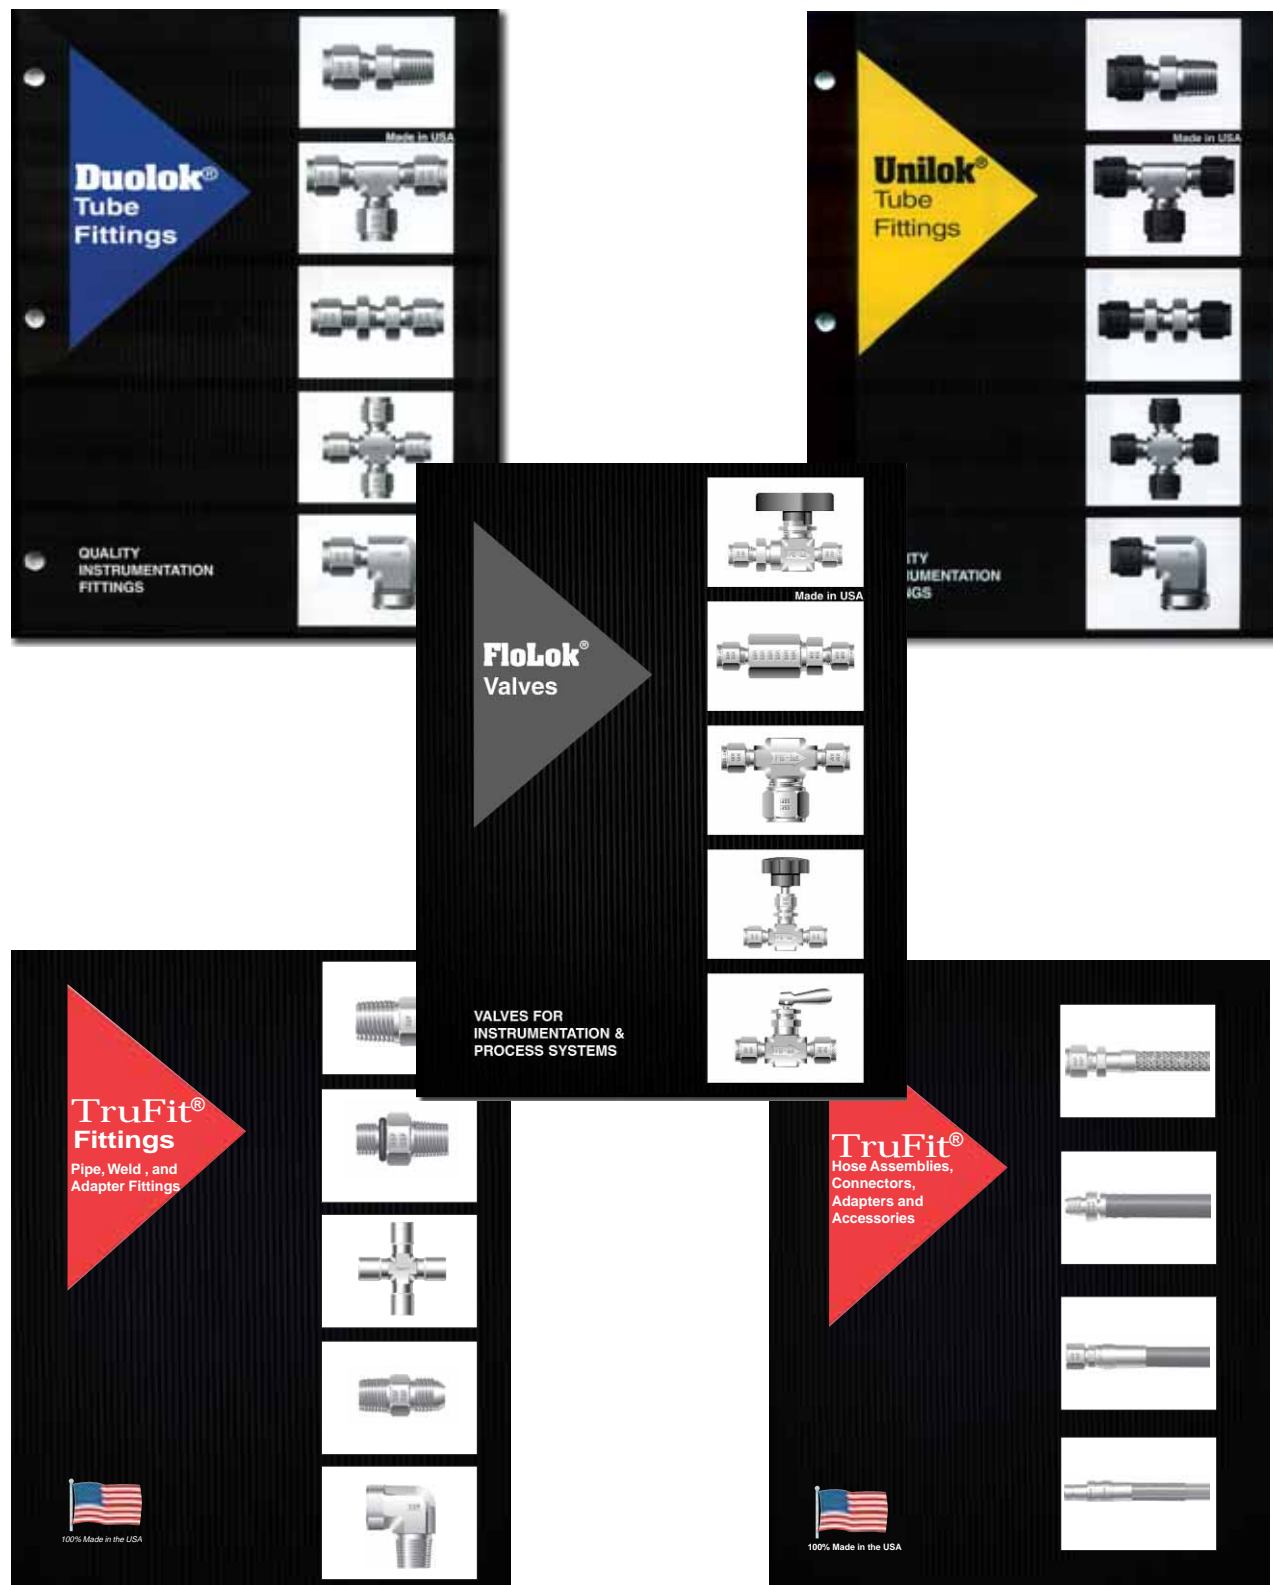 Made in USA
Duolok®
Tube
Fittings
QUALITY
INSTRUMENTATION
FITTINGS
Made in USA
Unilok®
Tube
Fittings
ITY
RUMENTATION
NGS
Made in USA
FloLok®
Valves
VALVES FOR
INSTRUMENTATION &
PROCESS SYSTEMS
TruFit®
Fittings
Pipe, Weld , and
Adapter Fittings
100% Made in the USA
TruFit®
Hose Assemblies,
Connectors,
Adapters and
Accessories
100% Made in the USA